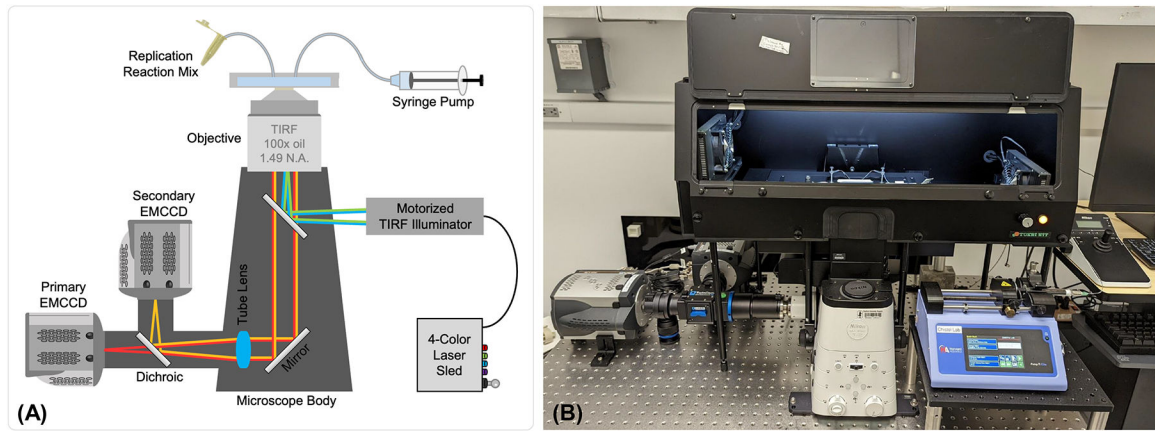 Replication
Reaction Mix
Syringe Pump
Objective
TIRF
100x oil
1.49 N.A.
Secondary
EMCCD
Motorized
TIRF Illuminator
Primary
EMCCD
Tube Lens
4-Color
Laser
Sled
Mirror
Dichroic
Microscope Body
(A)
(B)